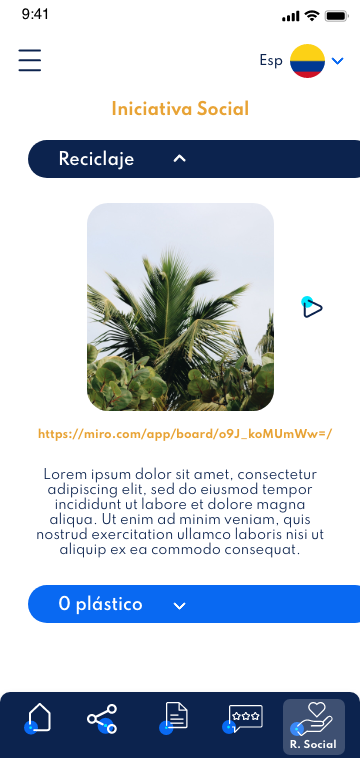 9:41
Esp
Iniciativa Social
Reciclaje
https://miro.com/app/board/o9J_koMUmWw=/
Lorem ipsum dolor sit amet, consectetur
adipiscing elit, sed do eiusmod tempor
incididunt ut labore et dolore magna
aliqua. Ut enim ad minim veniam, quis
nostrud exercitation ullamco laboris nisi ut
aliquip ex ea commodo consequat.
0 plástico
R. Social